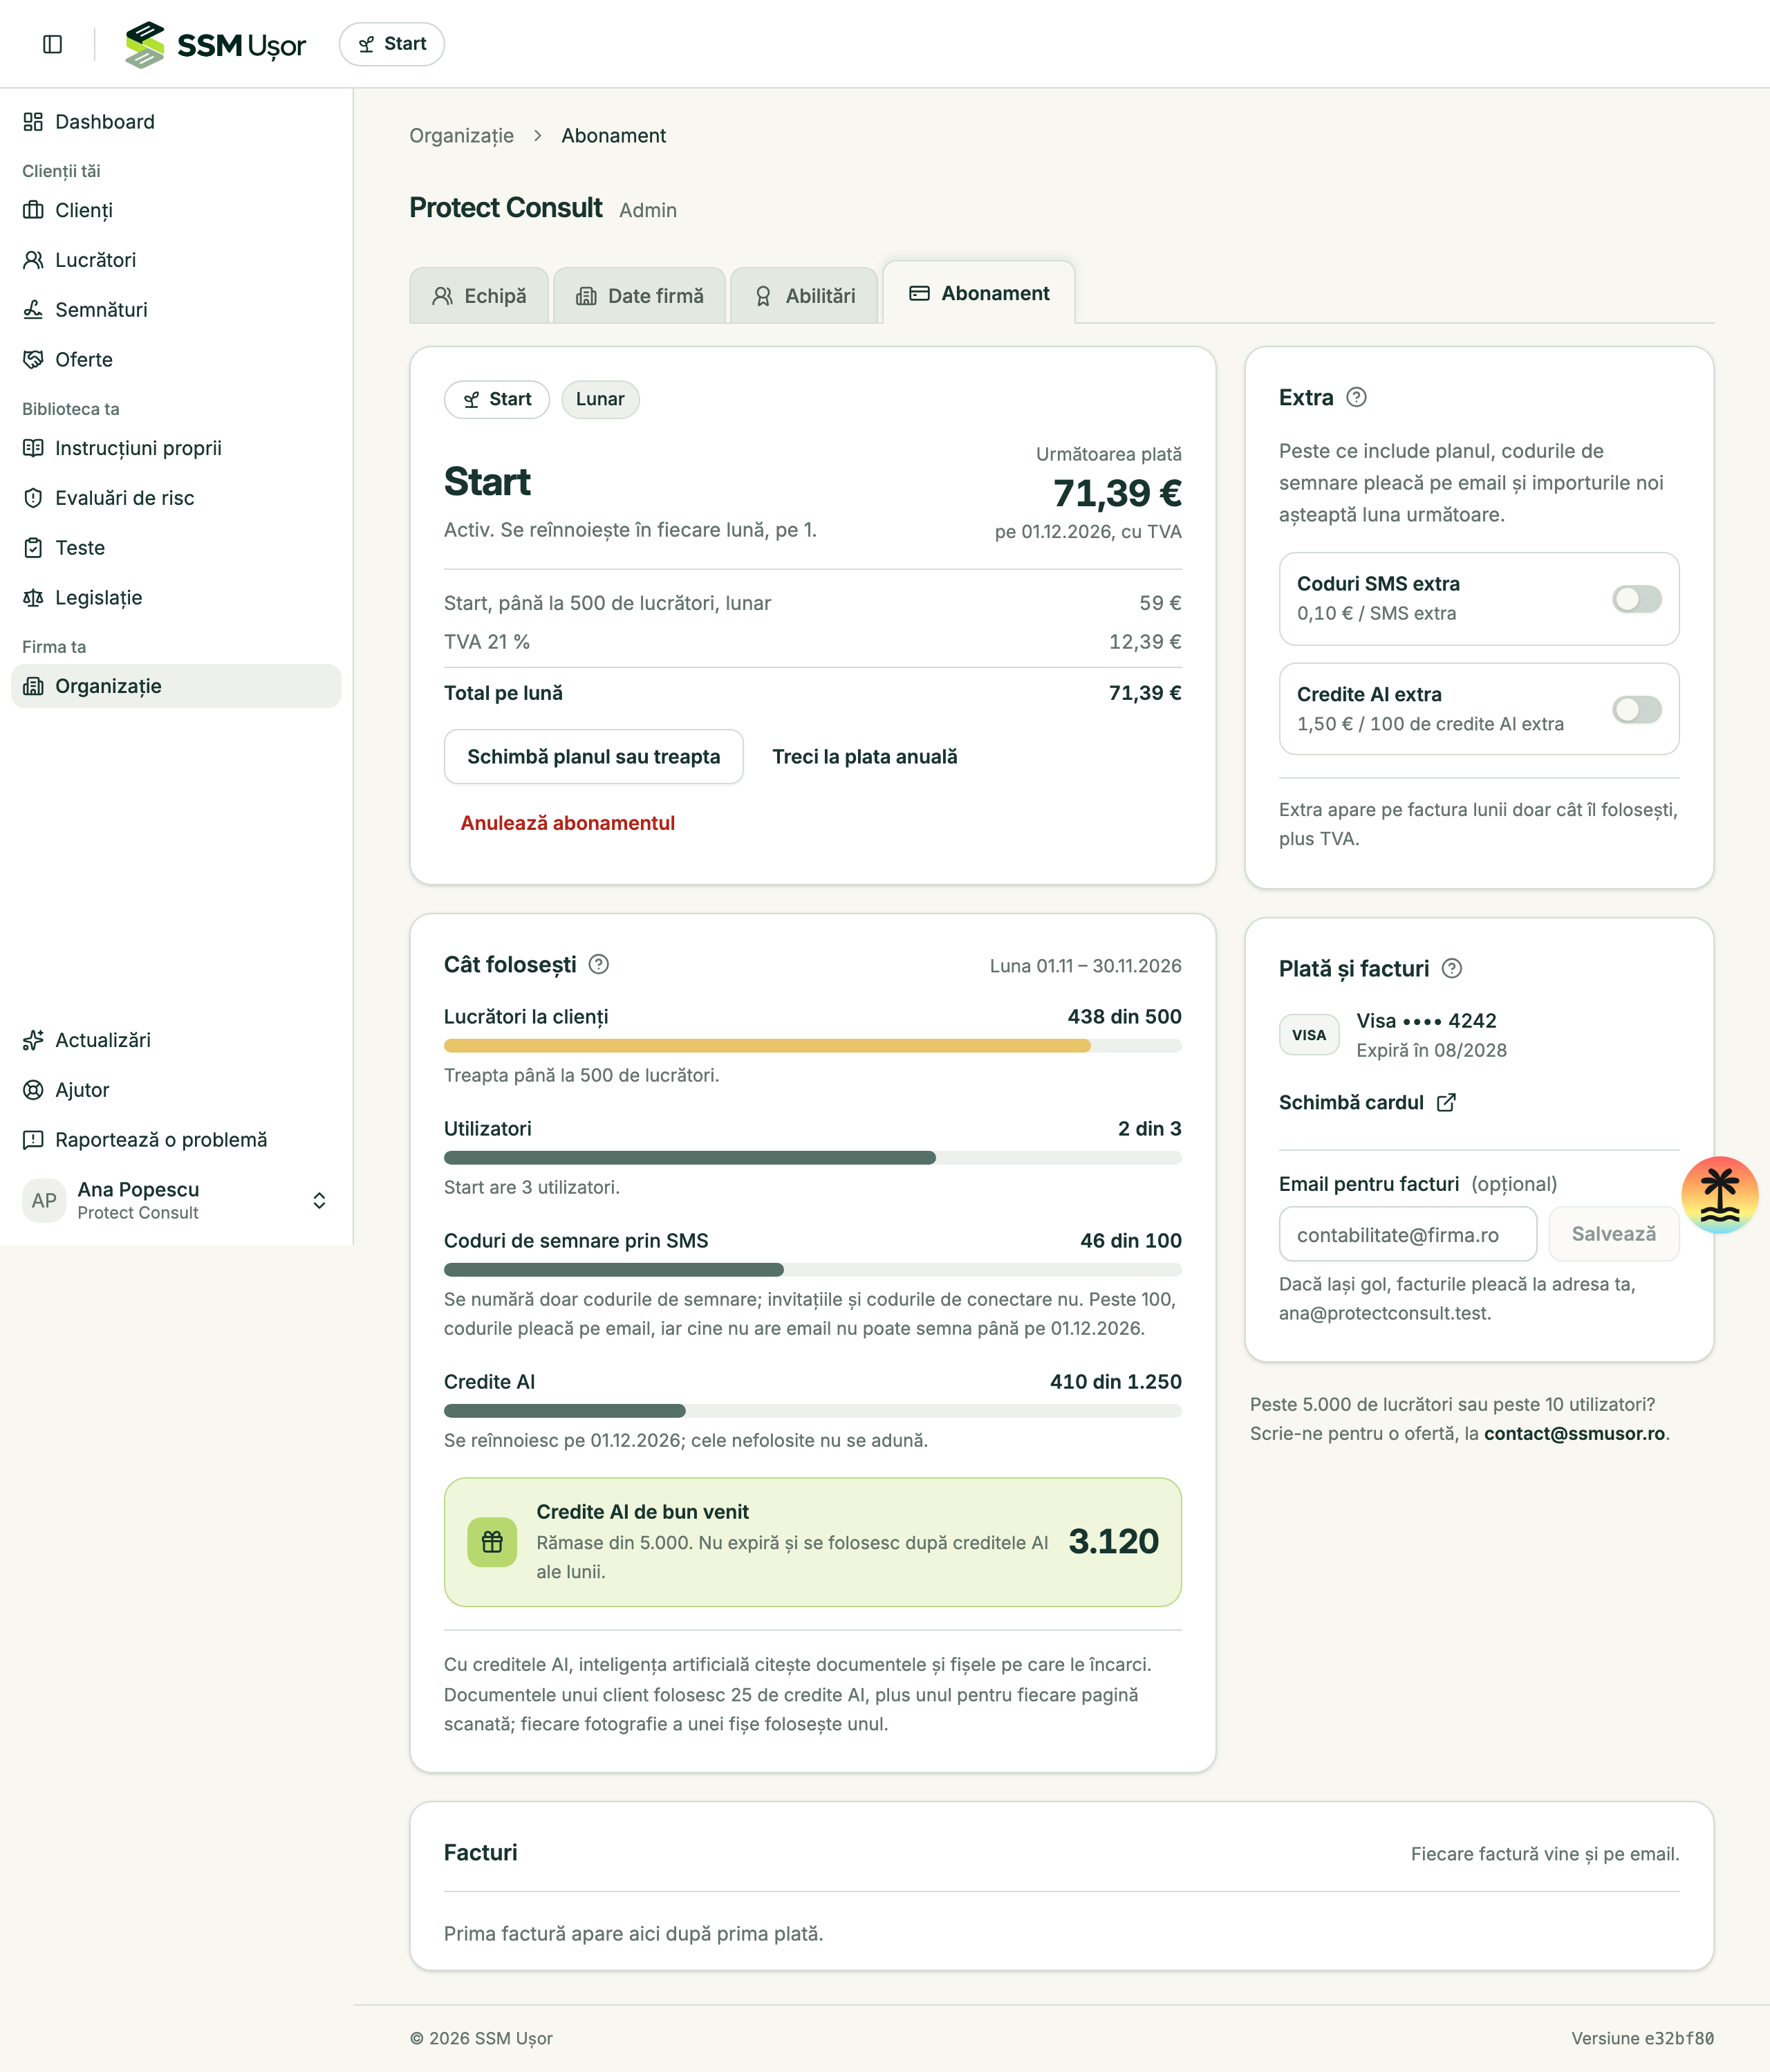 SSM Ușor
Start
Dashboard
Clienții tăi
Clienți
Lucrători
Semnături
Oferte
Biblioteca ta
Instrucțiuni proprii
Evaluări de risc
Teste
Legislație
Firma ta
Organizație
Actualizări
Ajutor
Raportează o problemă
AP
Ana Popescu
Protect Consult
Organizație
Abonament
Protect Consult Admin
Echipă
Date firmă
Abilitări
Abonament
Start
Lunar
Start
Activ. Se reînnoiește în fiecare lună, pe 1.
Următoarea plată
71,39 €
pe 01.12.2026, cu TVA
Start, până la 500 de lucrători, lunar 59 €
TVA 21 % 12,39 €
Total pe lună 71,39 €
Schimbă planul sau treapta
Treci la plata anuală
Anulează abonamentul
Extra
Peste ce include planul, codurile de
semnare pleacă pe email și importurile noi
așteaptă luna următoare.
Coduri SMS extra
0,10 € / SMS extra
Credite AI extra
1,50 € / 100 de credite AI extra
Extra apare pe factura lunii doar cât îl folosești,
plus TVA.
Cât folosești
Luna 01.11 – 30.11.2026
Lucrători la clienți 438 din 500
Treapta până la 500 de lucrători.
Utilizatori 2 din 3
Start are 3 utilizatori.
Coduri de semnare prin SMS 46 din 100
Se numără doar codurile de semnare; invitațiile și codurile de conectare nu. Peste 100,
codurile pleacă pe email, iar cine nu are email nu poate semna până pe 01.12.2026.
Credite AI 410 din 1.250
Se reînnoiesc pe 01.12.2026; cele nefolosite nu se adună.
Credite AI de bun venit
Rămase din 5.000. Nu expiră și se folosesc după creditele AI
ale lunii.
3.120
Cu creditele AI, inteligența artificială citește documentele și fișele pe care le încarci.
Documentele unui client folosesc 25 de credite AI, plus unul pentru fiecare pagină
scanată; fiecare fotografie a unei fișe folosește unul.
Plată și facturi
VISA
Visa •••• 4242
Expiră în 08/2028
Schimbă cardul
Email pentru facturi (opțional)
contabilitate@firma.ro
Salvează
Dacă lași gol, facturile pleacă la adresa ta,
ana@protectconsult.test.
Peste 5.000 de lucrători sau peste 10 utilizatori?
Scrie-ne pentru o ofertă, la contact@ssmusor.ro.
Facturi
Fiecare factură vine și pe email.
Prima factură apare aici după prima plată.
© 2026 SSM Ușor
Versiune e32bf80